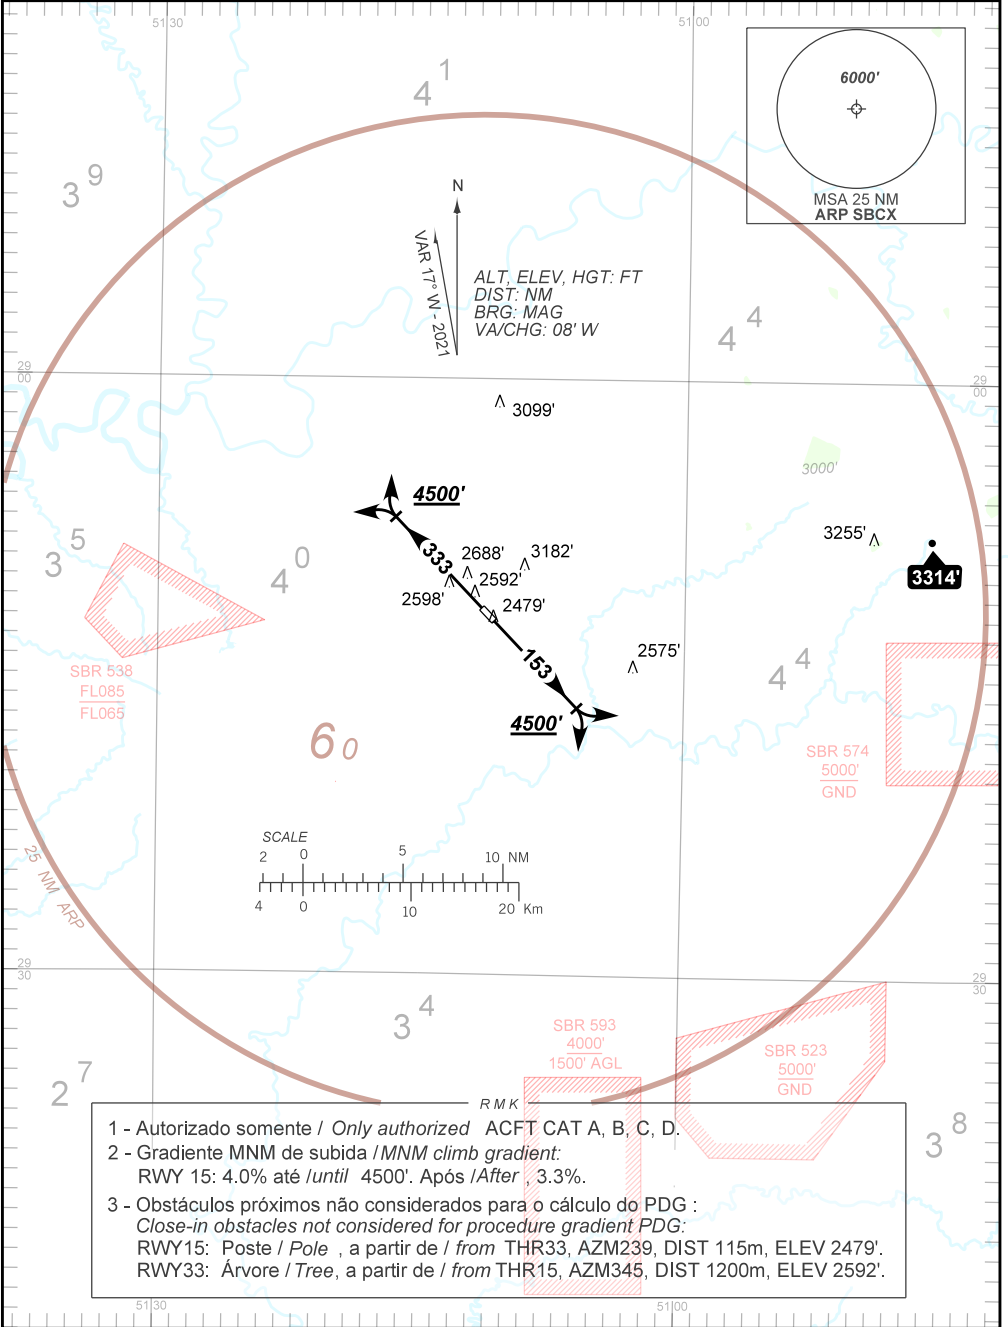 51 30
51 00
4 1
6000'
MSA 25 NM
ARP SBCX
3 9
N
VAR 17° W - 2021
ALT, ELEV, HGT: FT
DIST: NM
BRG: MAG
VA/CHG: 08' W
4 4
29
00
29
00
3099'
3000'
4500'
3255'
3314'
3 5
4 0
333
2688'
3182'
2592'
2598'
2479'
153
2575'
4 4
SBR 538
FL085
FL065
4500'
6 0
SBR 574
5000'
GND
SCALE
2 0 5 10 NM
4 0 10 20 Km
25 NM ARP
29
30
29
30
3 4
SBR 593
4000'
1500' AGL
SBR 523
5000'
GND
2 7
3 8
RMK
1 - Autorizado somente / Only authorized ACFT CAT A, B, C, D.
2 - Gradiente MNM de subida / MNM climb gradient:
RWY 15: 4.0% até / until 4500'. Após / After , 3.3%.
3 - Obstáculos próximos não considerados para o cálculo do PDG :
Close-in obstacles not considered for procedure gradient PDG:
RWY15: Poste / Pole , a partir de / from THR33, AZM239, DIST 115m, ELEV 2479'.
RWY33: Árvore / Tree, a partir de / from THR15, AZM345, DIST 1200m, ELEV 2592'.
51 30
51 00